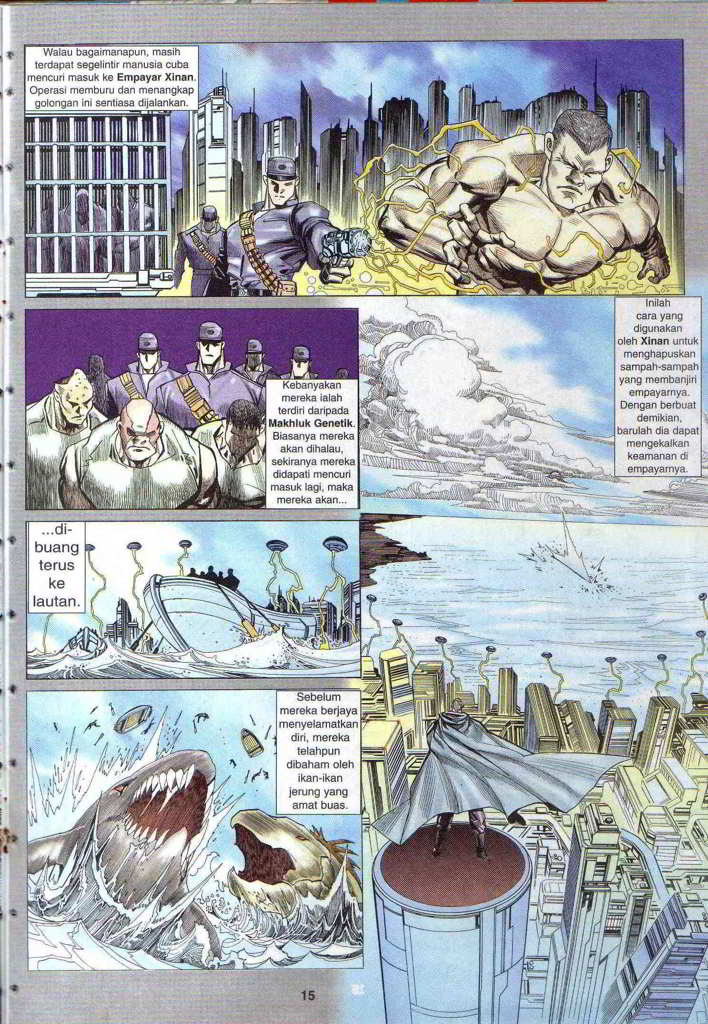 Walau bagaimanapun, masih
terdapat segelintir manusia cuba
mencuri masuk ke Empayar Xinan.
Operasi memburu dan menangkap
golongan ini sentiasa dijalankan.
Kebanyakan
mereka ialah
terdiri daripada
Makhluk Genetik.
Biasanya mereka
akan dihalau,
sekiranya mereka
didapati mencuri
masuk lagi, maka
mereka akan...
Inilah
cara yang
digunakan
oleh Xinan untuk
menghapuskan
sampah-sampah
yang membanjiri
empayarnya.
Dengan berbuat
demikian,
barulah dia dapat
mengekalkan
keamanan di
empayarnya.
...di-
buang
terus
ke
lautan.
Sebelum
mereka berjaya
menyelamatkan
diri, mereka
telahpun
dibaham oleh
ikan-ikan
jerung yang
amat buas.
15